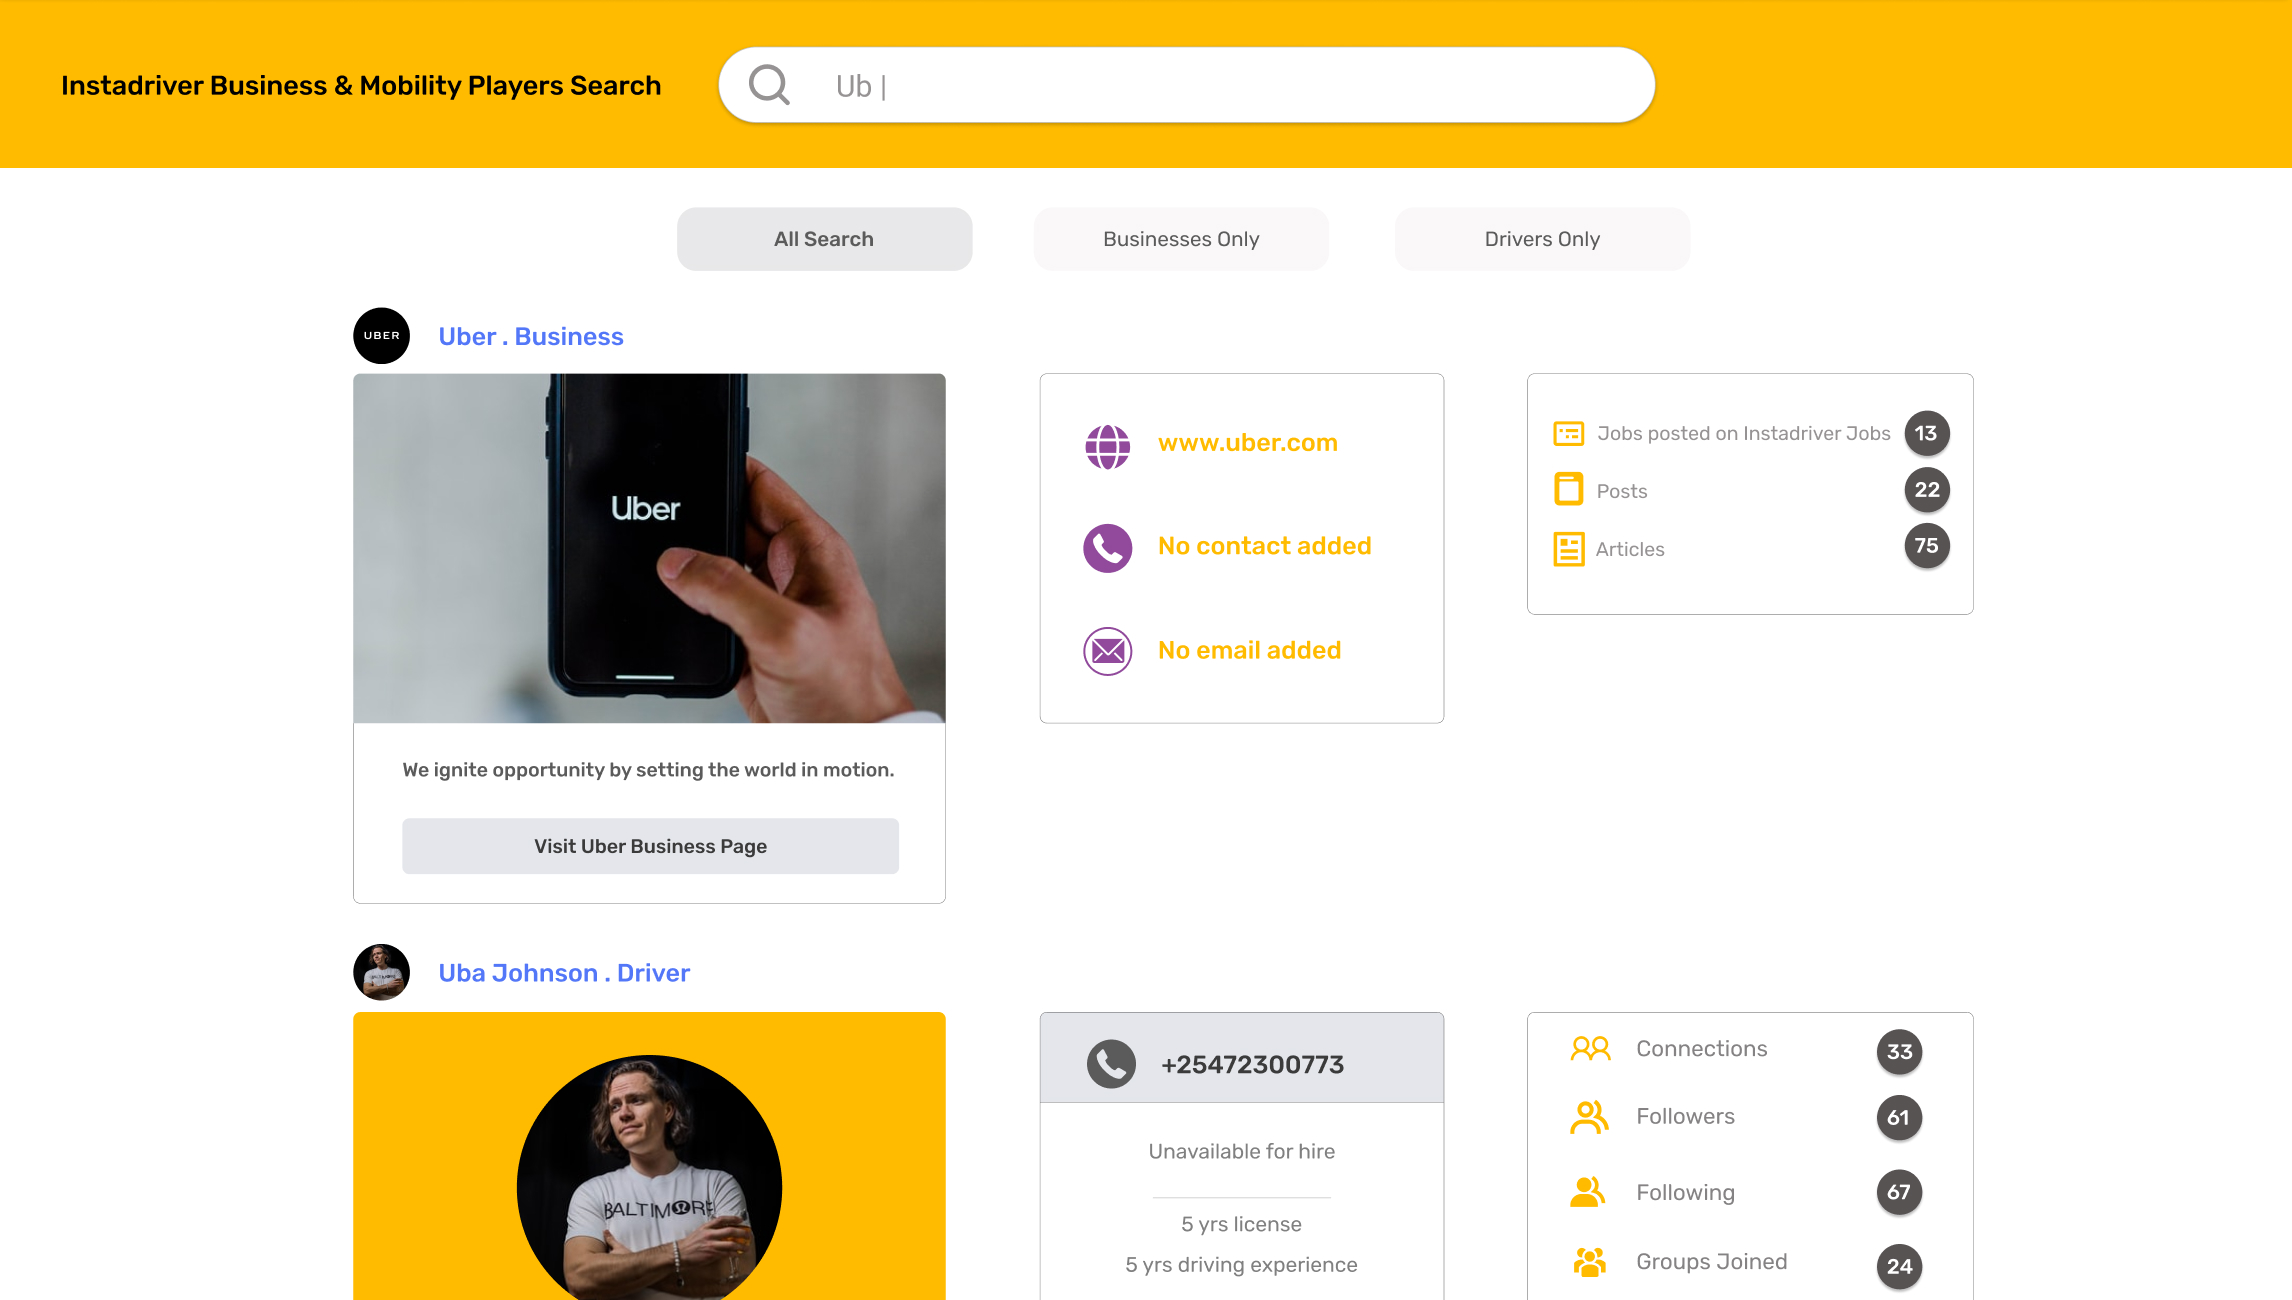 Instadriver Business & Mobility Players Search
Ub |
All Search
Businesses Only
Drivers Only
UBER
Uber . Business
Uber
We ignite opportunity by setting the world in motion.
Visit Uber Business Page
www.uber.com
No contact added
No email added
Jobs posted on Instadriver Jobs 13
Posts 22
Articles 75
Uba Johnson . Driver
BALTIMORE
+25472300773
Unavailable for hire
5 yrs license
5 yrs driving experience
Connections 33
Followers 61
Following 67
Groups Joined 24